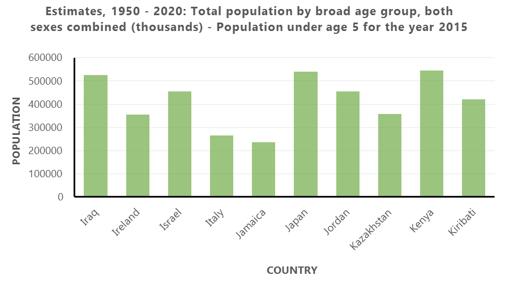 Estimates, 1950 - 2020: Total population by broad age group, both
sexes combined (thousands) - Population under age 5 for the year 2015
POPULATION
600000
500000
400000
300000
200000
100000
0
Iraq
Ireland
Israel
Italy
Jamaica
Japan
Jordan
Kazakhstan
Kenya
Kiribati
COUNTRY